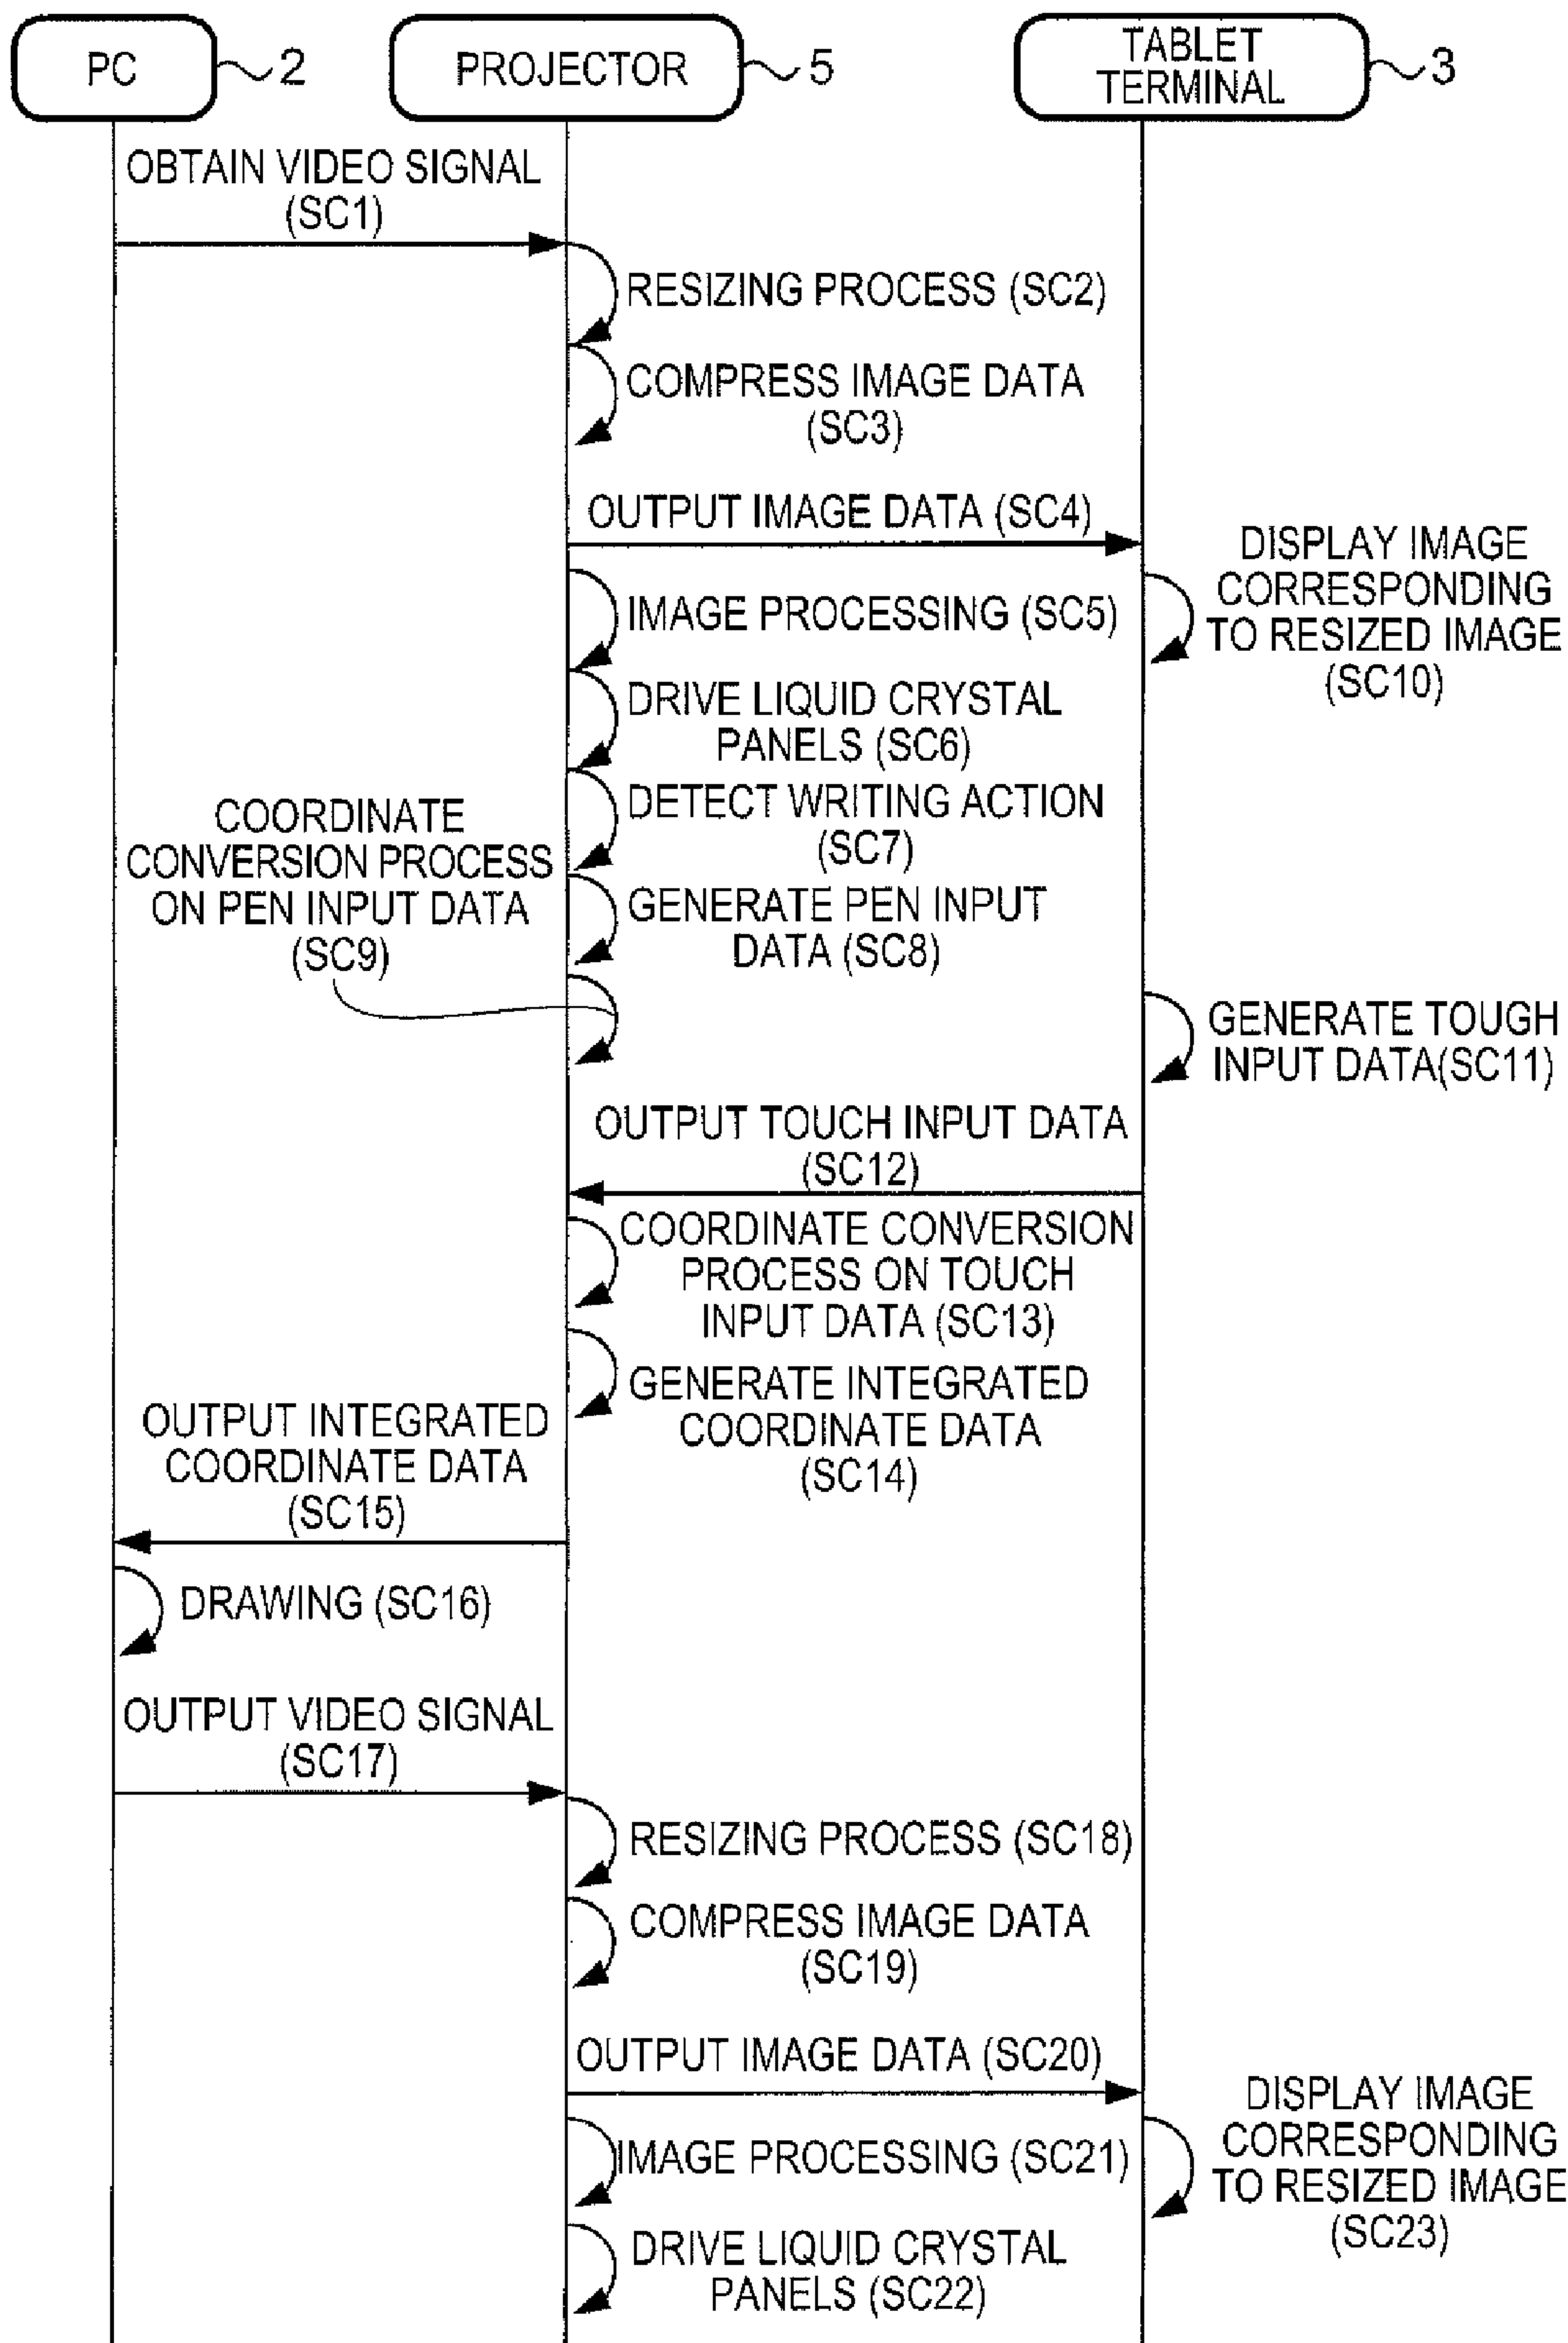 PC
2
PROJECTOR
5
TABLET
TERMINAL
3
OBTAIN VIDEO SIGNAL
(SC1)
RESIZING PROCESS (SC2)
COMPRESS IMAGE DATA
(SC3)
OUTPUT IMAGE DATA (SC4)
DISPLAY IMAGE
CORRESPONDING
TO RESIZED IMAGE
(SC10)
IMAGE PROCESSING (SC5)
DRIVE LIQUID CRYSTAL
PANELS (SC6)
DETECT WRITING ACTION
(SC7)
COORDINATE
CONVERSION PROCESS
ON PEN INPUT DATA
(SC9)
GENERATE PEN INPUT
DATA (SC8)
GENERATE TOUGH
INPUT DATA(SC11)
OUTPUT TOUCH INPUT DATA
(SC12)
COORDINATE CONVERSION
PROCESS ON TOUCH
INPUT DATA (SC13)
GENERATE INTEGRATED
COORDINATE DATA
(SC14)
OUTPUT INTEGRATED
COORDINATE DATA
(SC15)
DRAWING (SC16)
OUTPUT VIDEO SIGNAL
(SC17)
RESIZING PROCESS (SC18)
COMPRESS IMAGE DATA
(SC19)
OUTPUT IMAGE DATA (SC20)
DISPLAY IMAGE
CORRESPONDING
TO RESIZED IMAGE
(SC23)
IMAGE PROCESSING (SC21)
DRIVE LIQUID CRYSTAL
PANELS (SC22)